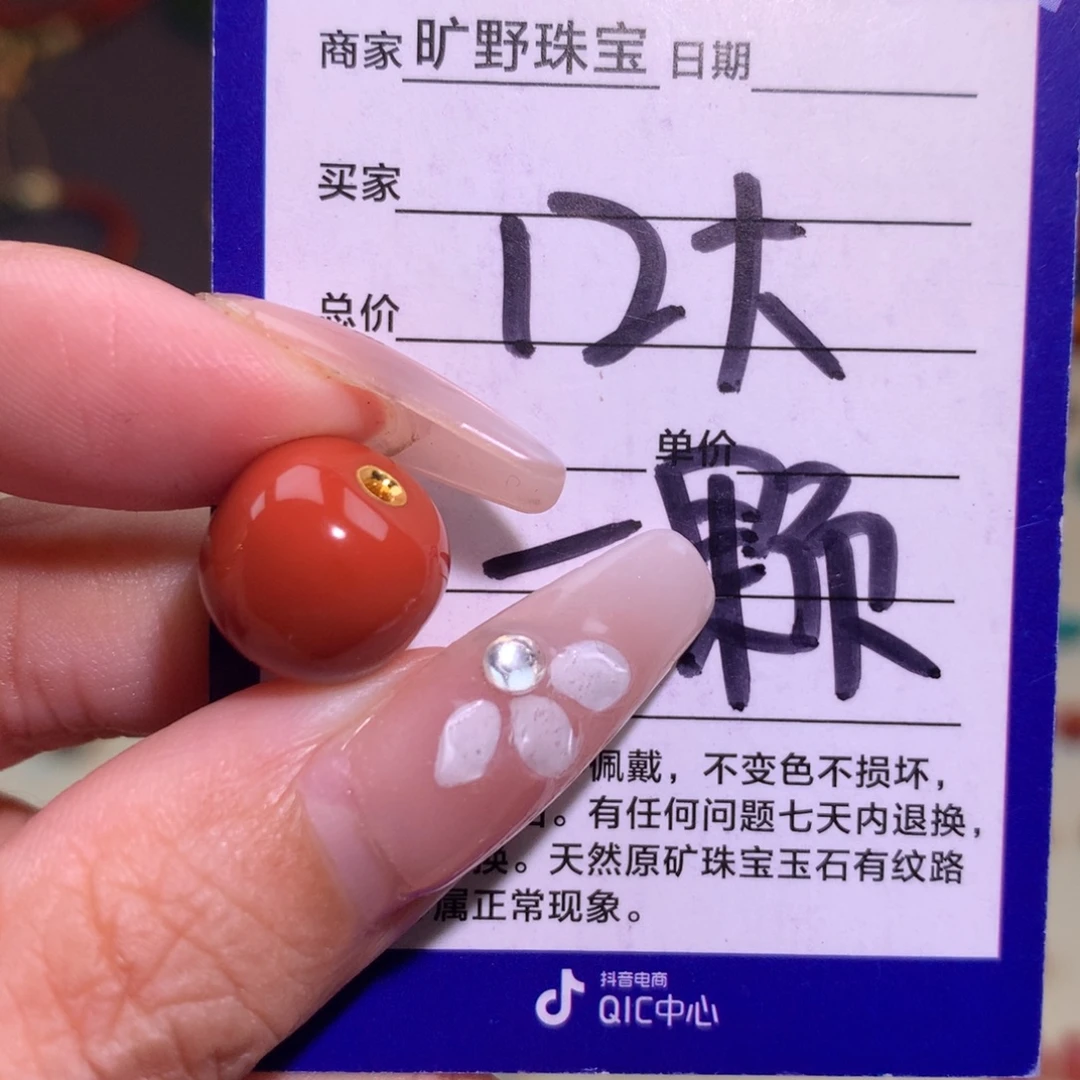 商家 旷野珠宝 日期
买家
12大
总价
单价
一颗
佩戴，不变色不损坏，
。有任何问题七天内退换，
换。天然原矿珠宝玉石有纹路
属正常现象。
抖音电商
QIC中心